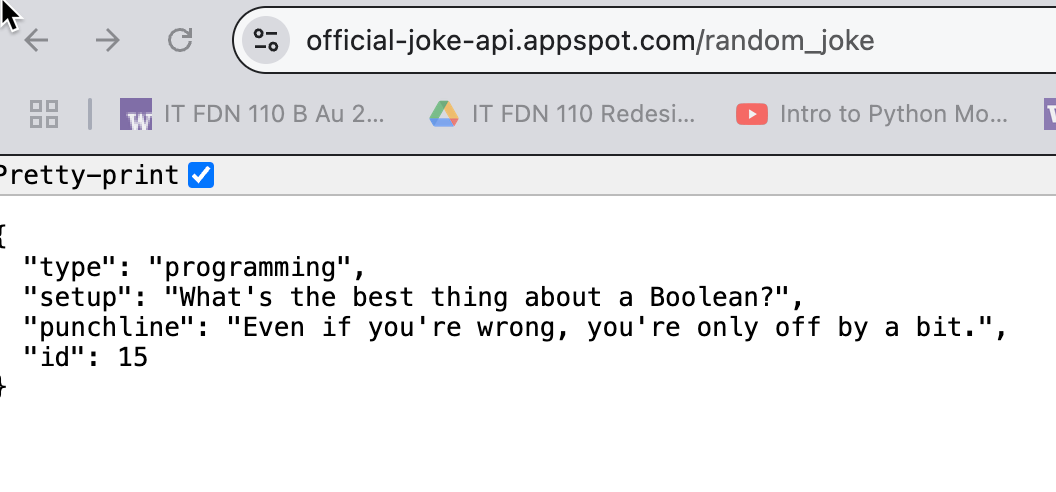 official-joke-api.appspot.com/random_joke
W IT FDN 110 B Au 2... IT FDN 110 Redesi... Intro to Python Mo...
Pretty-print
{
"type": "programming",
"setup": "What's the best thing about a Boolean?",
"punchline": "Even if you're wrong, you're only off by a bit.",
"id": 15
}